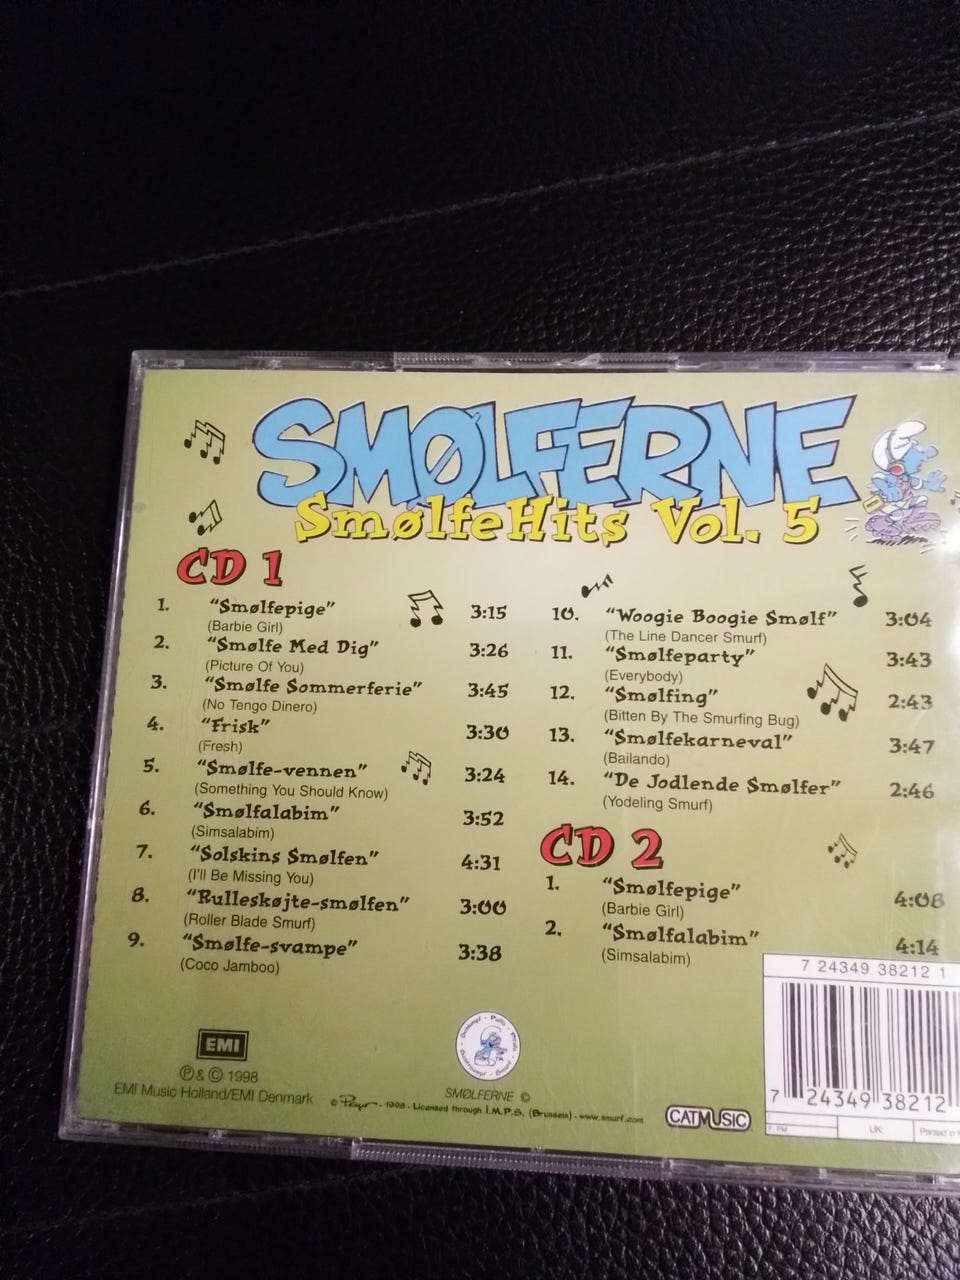 SMØLFERNE
SmølfeHits Vol. 5
CD 1
1. "Smølfepige" 3:15
(Barbie Girl)
2. "Smølfe Med Dig" 3:26
(Picture Of You)
3. "Smølfe Sommerferie" 3:45
(No Tengo Dinero)
4. "Frisk" 3:30
(Fresh)
5. "Smølfe-vennen" 3:24
(Something You Should Know)
6. "Smølfalabim" 3:52
(Simsalabim)
7. "Solskins Smølfen" 4:31
(I'll Be Missing You)
8. "Rulleskøjte-smølfen" 3:00
(Roller Blade Smurf)
9. "Smølfe-svampe" 3:38
(Coco Jamboo)
10. "Woogie Boogie Smølf" 3:04
(The Line Dancer Smurf)
11. "Smølfeparty" 3:43
(Everybody)
12. "Smølfing" 2:43
(Bitten By The Smurfing Bug)
13. "Smølfekarneval" 3:47
(Bailando)
14. "De Jodlende Smølfer" 2:46
(Yodeling Smurf)
CD 2
1. "Smølfepige" 4:08
(Barbie Girl)
2. "Smølfalabim" 4:14
(Simsalabim)
7 24349 38212 1
EMI
Ⓟ & © 1998
EMI Music Holland/EMI Denmark
SMØLFERNE ©
© Peyo - 1998 - Licensed through I.M.P.S. (Brussels) - www.smurf.com
CATMUSIC
7 24349 38212
UK
Printed in